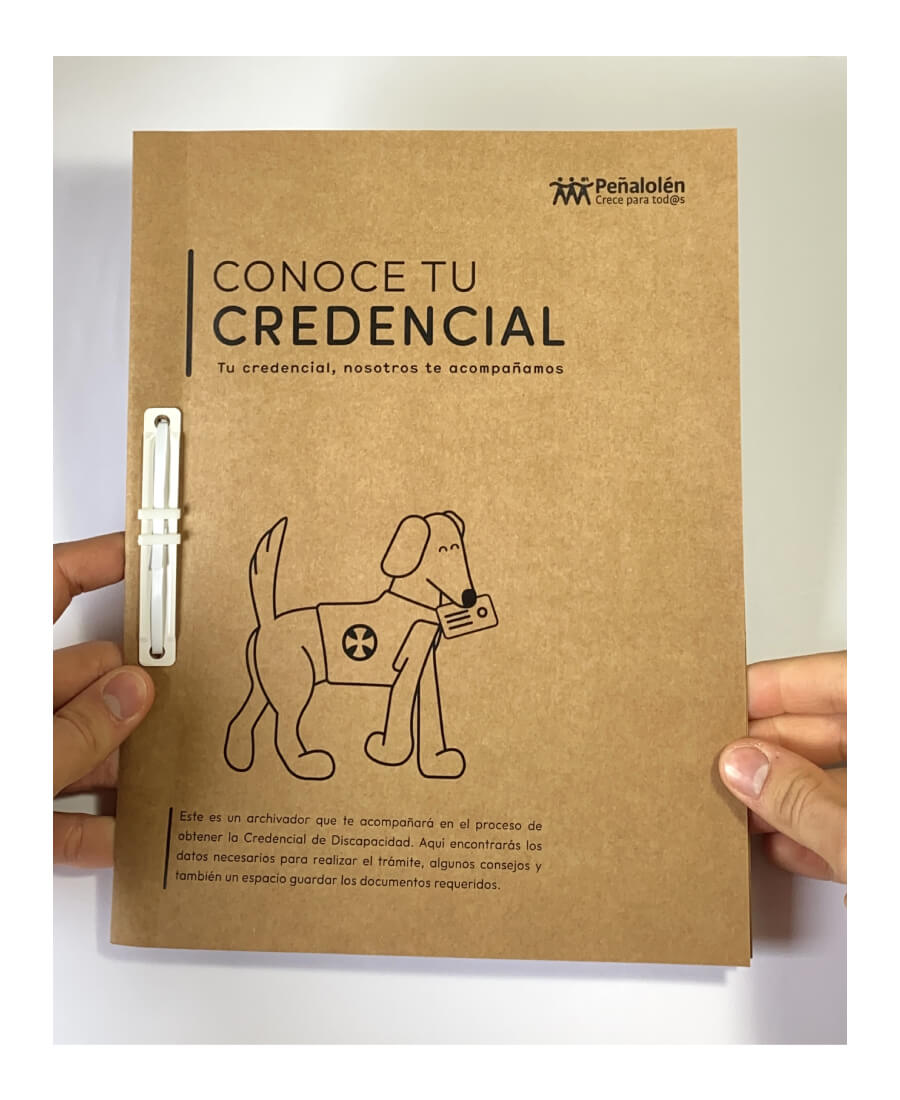 Peñalolén
Crece para tod@s
CONOCE TU
CREDENCIAL
Tu credencial, nosotros te acompañamos
Este es un archivador que te acompañará en el proceso de
obtener la Credencial de Discapacidad. Aquí encontrarás los
datos necesarios para realizar el trámite, algunos consejos y
también un espacio guardar los documentos requeridos.